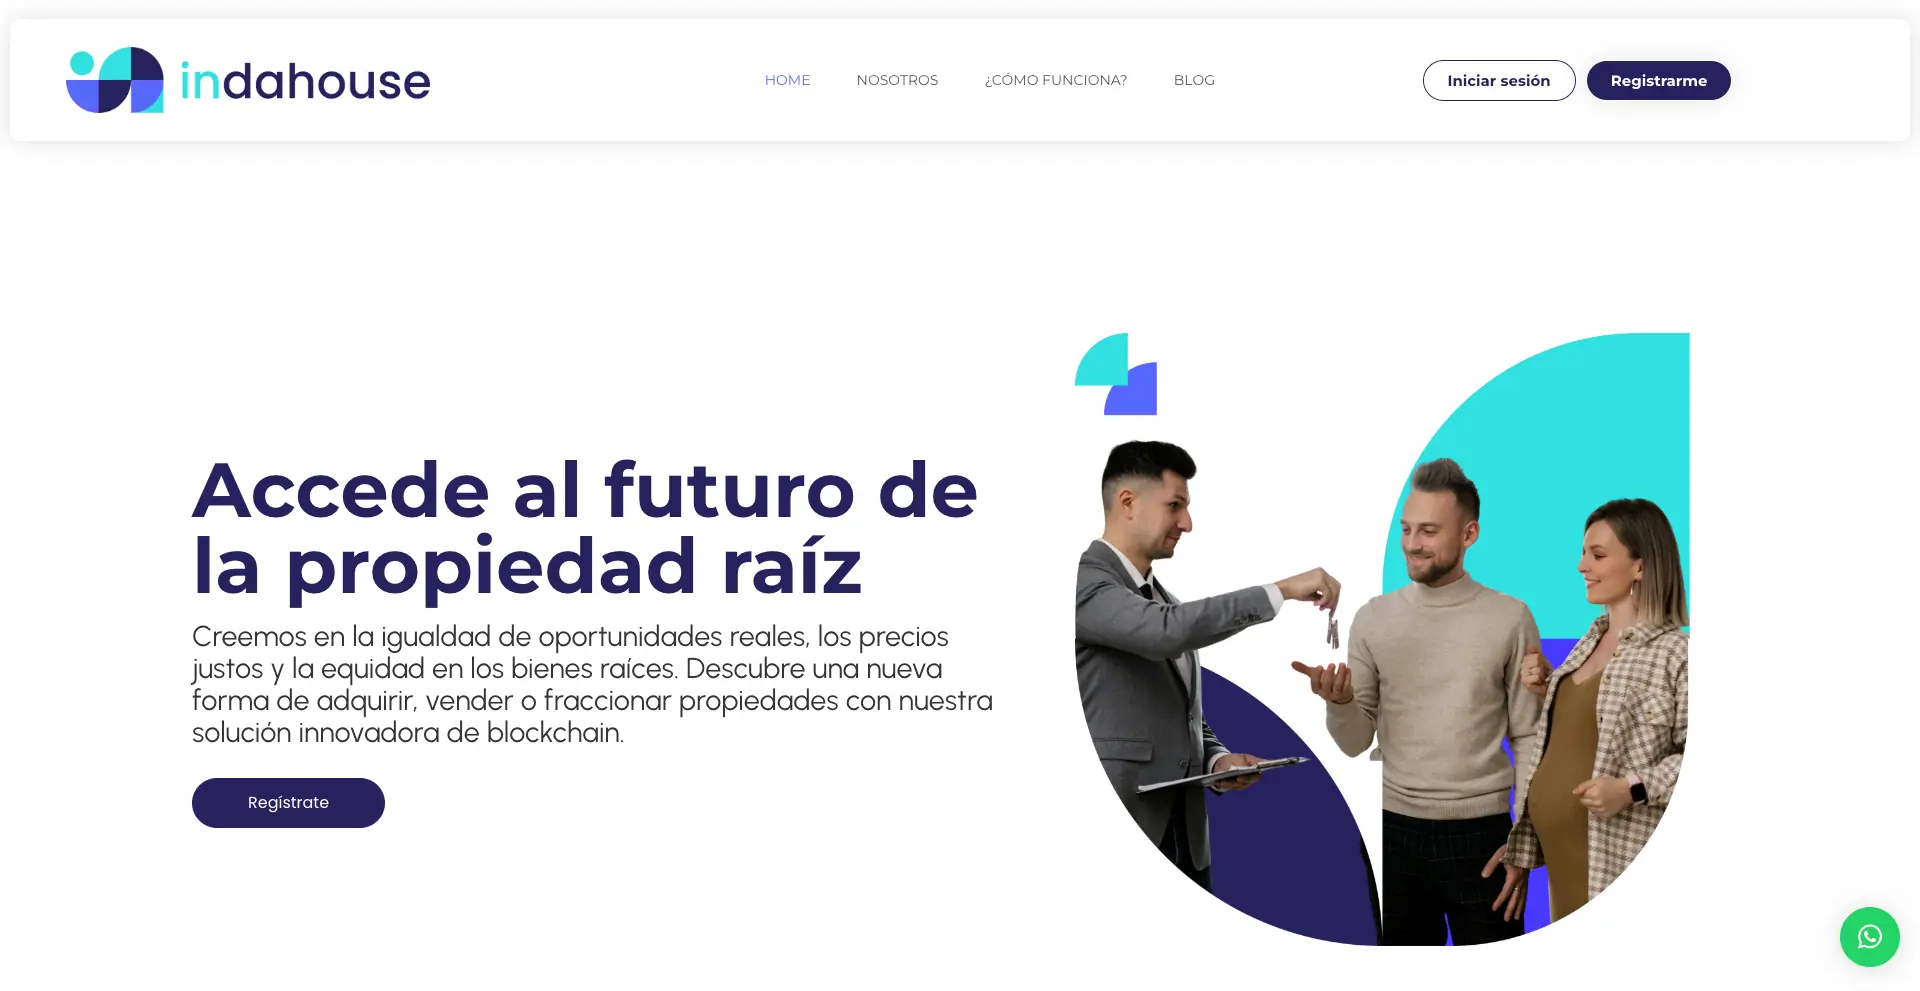 indahouse
HOME
NOSOTROS
¿CÓMO FUNCIONA?
BLOG
Iniciar sesión
Registrarme
Accede al futuro de
la propiedad raíz
Creemos en la igualdad de oportunidades reales, los precios
justos y la equidad en los bienes raíces. Descubre una nueva
forma de adquirir, vender o fraccionar propiedades con nuestra
solución innovadora de blockchain.
Regístrate